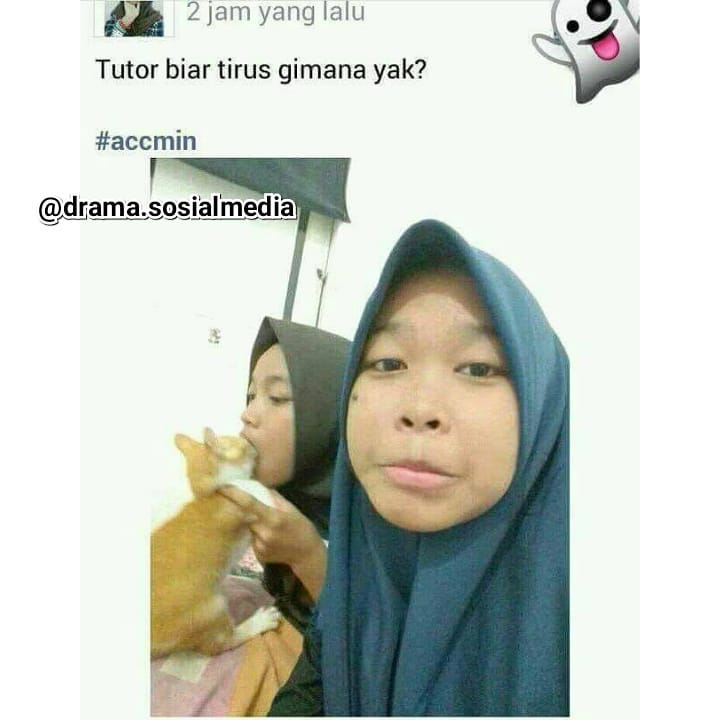 2 jam yang lalu
Tutor biar tirus gimana yak?
#accmin
@drama.sosialmedia